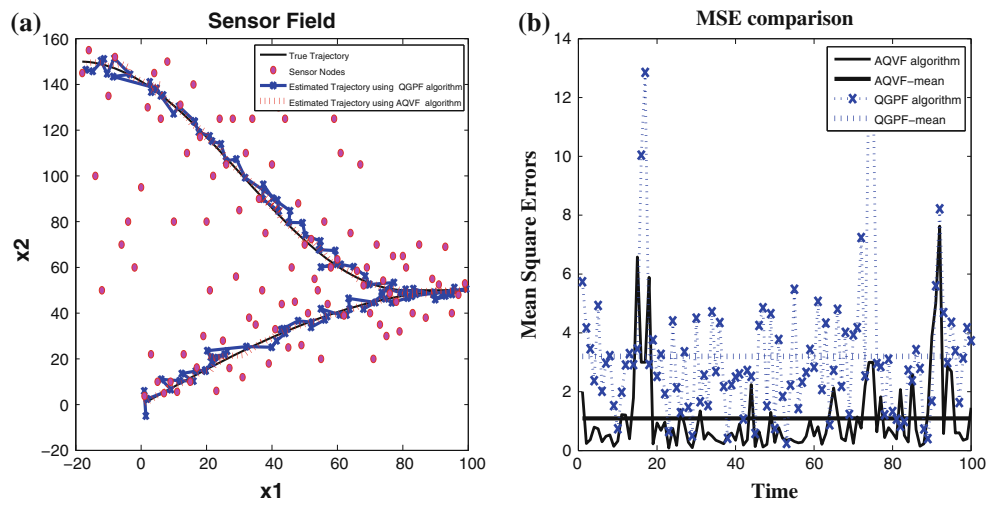 (a)
Sensor Field
True Trajectory
Sensor Nodes
Estimated Trajectory using QGPF algorithm
Estimated Trajectory using AQVF algorithm
160
140
120
100
80
60
40
20
0
−20
x2
−20
0
20
40
60
80
100
x1
(b)
MSE comparison
AQVF algorithm
AQVF−mean
QGPF algorithm
QGPF−mean
14
12
10
8
6
4
2
0
Mean Square Errors
0
20
40
60
80
100
Time